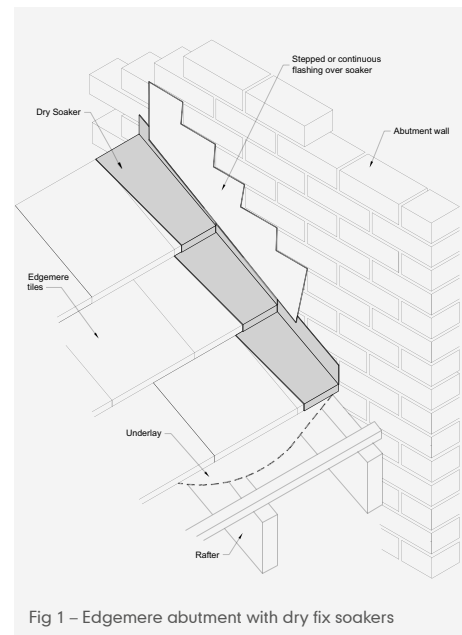 Stepped or continuous
flashing over soaker
Dry Soaker
Abutment wall
Edgemere
tiles
Underlay
Rafter
Fig 1 – Edgemere abutment with dry fix soakers